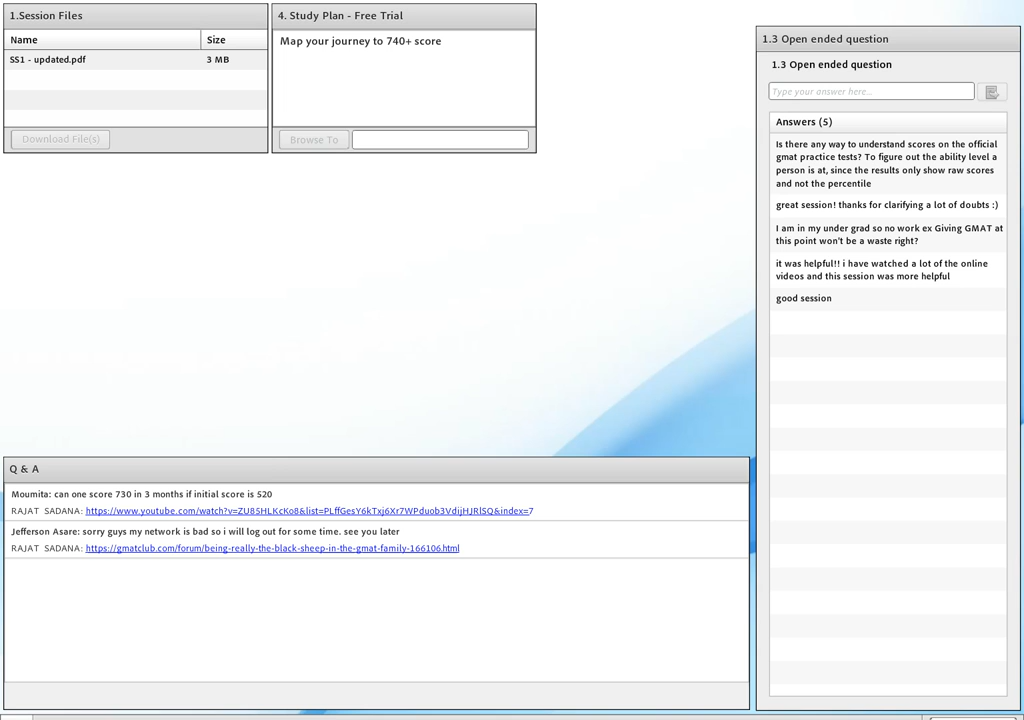 1.Session Files
Name Size
SS1 - updated.pdf 3 MB
Download File(s)
4. Study Plan - Free Trial
Map your journey to 740+ score
Browse To
1.3 Open ended question
1.3 Open ended question
Type your answer here...
Answers (5)
Is there any way to understand scores on the official
gmat practice tests? To figure out the ability level a
person is at, since the results only show raw scores
and not the percentile
great session! thanks for clarifying a lot of doubts :)
I am in my under grad so no work ex Giving GMAT at
this point won't be a waste right?
it was helpful!! i have watched a lot of the online
videos and this session was more helpful
good session
Q & A
Moumita: can one score 730 in 3 months if initial score is 520
RAJAT SADANA: https://www.youtube.com/watch?v=ZU85HLKcKo8&list=PLffGesY6kTxj6Xr7WPduob3VdijHJRlSQ&index=7
Jefferson Asare: sorry guys my network is bad so i will log out for some time. see you later
RAJAT SADANA: https://gmatclub.com/forum/being-really-the-black-sheep-in-the-gmat-family-166106.html